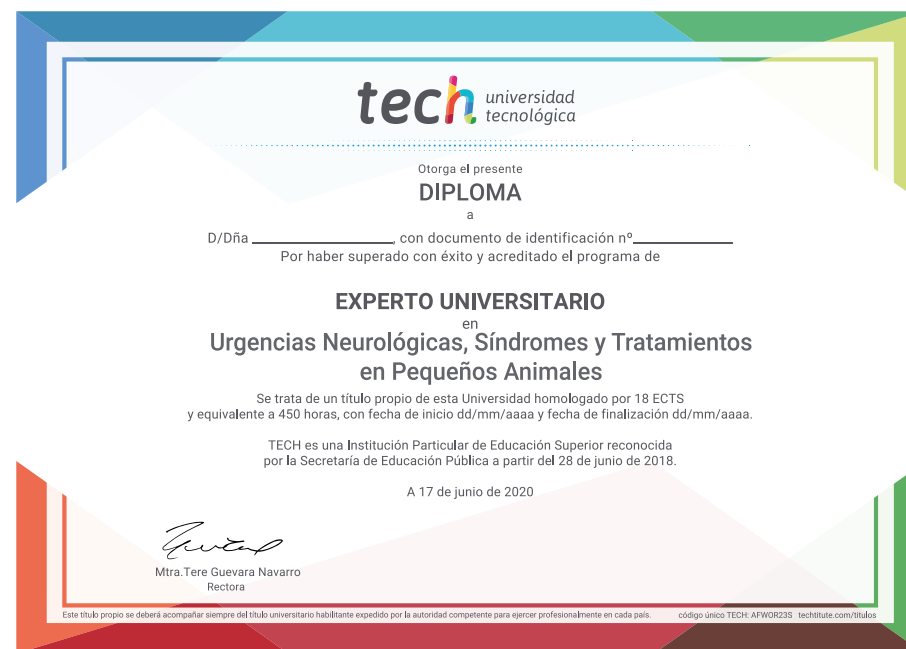 tech universidad
tecnológica
Otorga el presente
DIPLOMA
a
D/Dña ____________________, con documento de identificación nº______________
Por haber superado con éxito y acreditado el programa de
EXPERTO UNIVERSITARIO
en
Urgencias Neurológicas, Síndromes y Tratamientos
en Pequeños Animales
Se trata de un título propio de esta Universidad homologado por 18 ECTS
y equivalente a 450 horas, con fecha de inicio dd/mm/aaaa y fecha de finalización dd/mm/aaaa.
TECH es una Institución Particular de Educación Superior reconocida
por la Secretaría de Educación Pública a partir del 28 de junio de 2018.
A 17 de junio de 2020
Mtra.Tere Guevara Navarro
Rectora
Este título propio se deberá acompañar siempre del título universitario habilitante expedido por la autoridad competente para ejercer profesionalmente en cada país. código único TECH: AFWOR23S techtitute.com/titulos